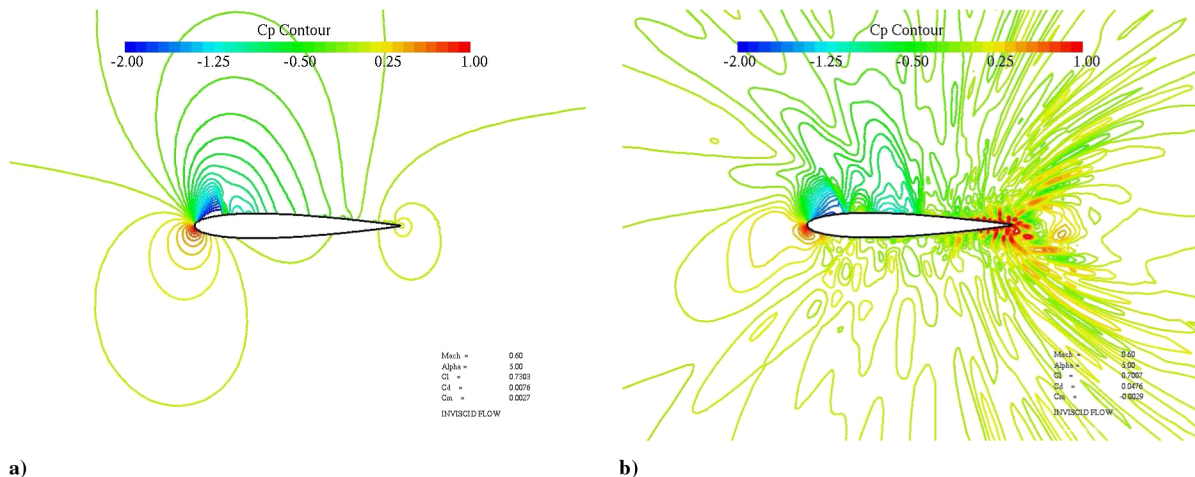 Cp Contour
-2.00 -1.25 -0.50 0.25 1.00
Mach = 0.60
Alpha = 5.00
Cl = 0.7303
Cd = 0.0076
Cm = 0.0027
INVISCID FLOW
a)
Cp Contour
-2.00 -1.25 -0.50 0.25 1.00
Mach = 0.60
Alpha = 5.00
Cl = 0.7007
Cd = 0.0476
Cm = -0.0029
INVISCID FLOW
b)